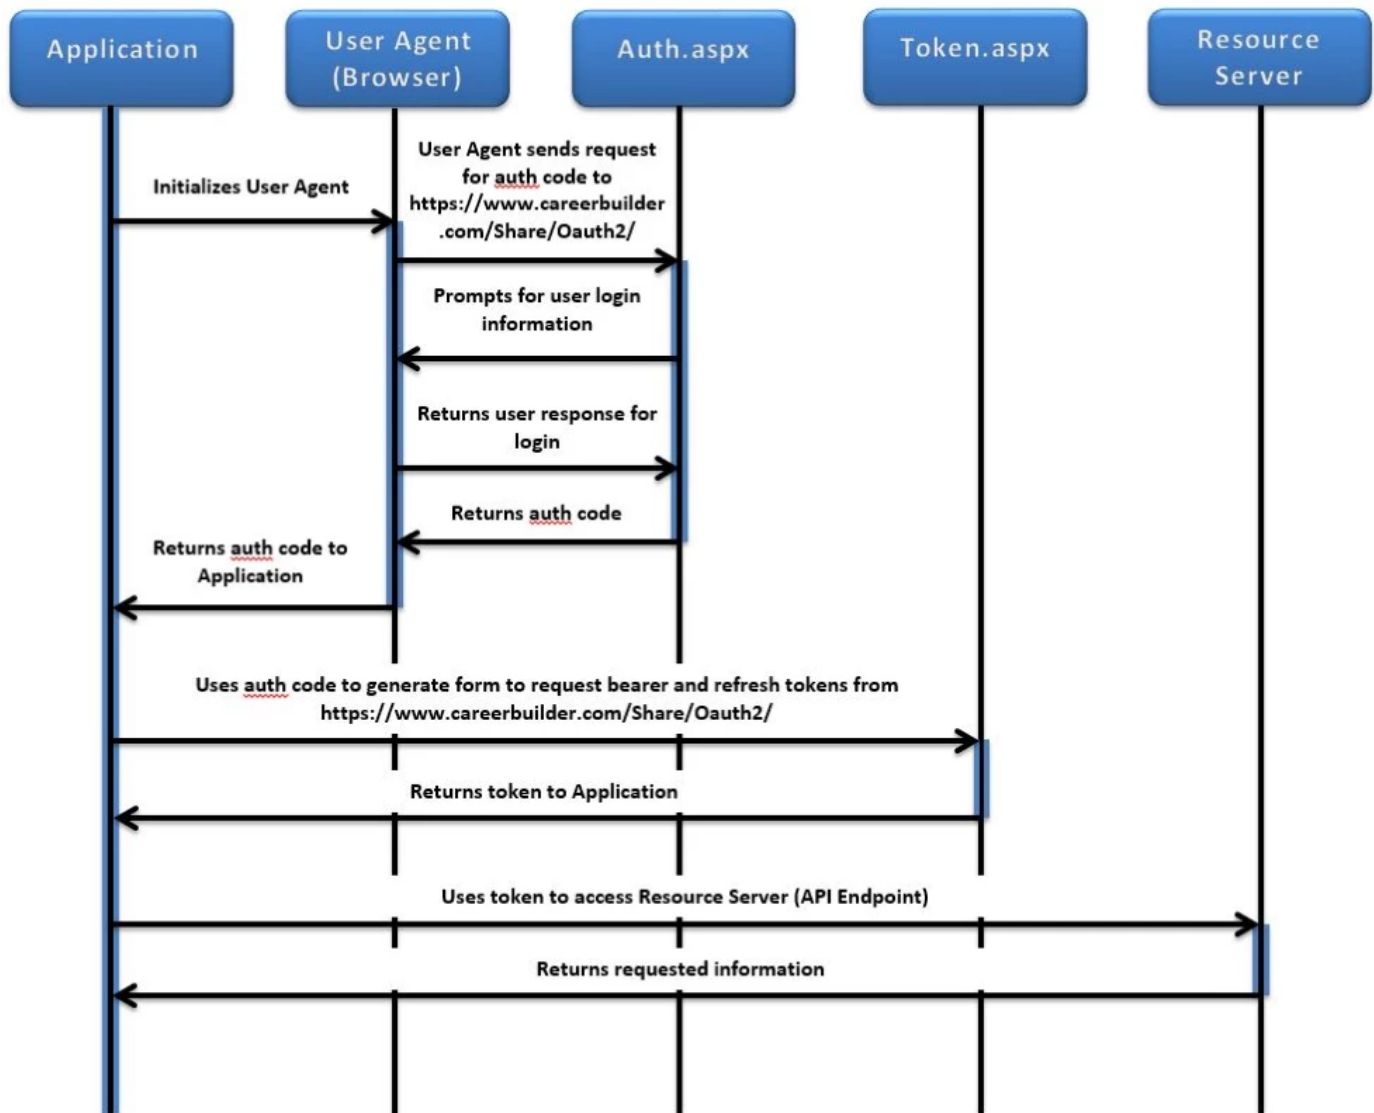 Application
User Agent
(Browser)
Auth.aspx
Token.aspx
Resource
Server
User Agent sends request
for auth code to
https://www.careerbuilder
.com/Share/Oauth2/
Initializes User Agent
Prompts for user login
information
Returns user response for
login
Returns auth code
Returns auth code to
Application
Uses auth code to generate form to request bearer and refresh tokens from
https://www.careerbuilder.com/Share/Oauth2/
Returns token to Application
Uses token to access Resource Server (API Endpoint)
Returns requested information